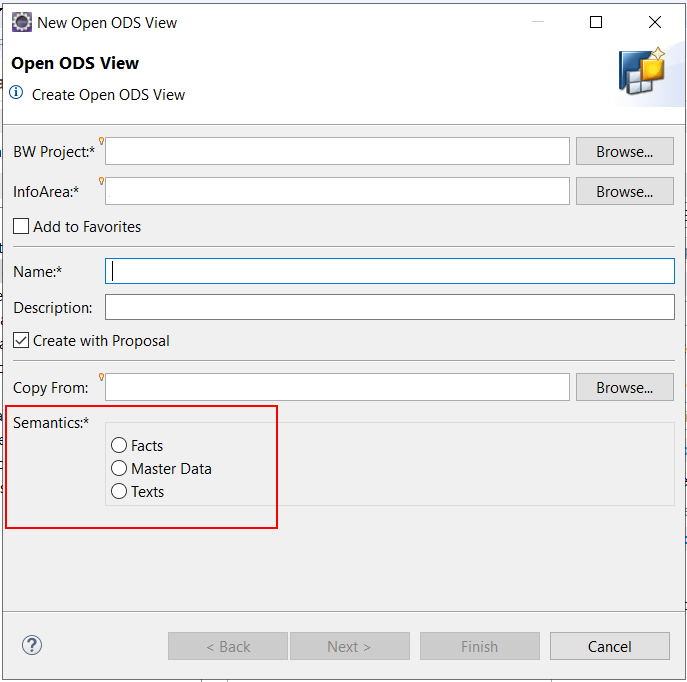 New Open ODS View
Open ODS View
Create Open ODS View
BW Project:* Browse...
InfoArea:* Browse...
Add to Favorites
Name:*
Description:
Create with Proposal
Copy From: Browse...
Semantics:*
Facts
Master Data
Texts
< Back Next > Finish Cancel